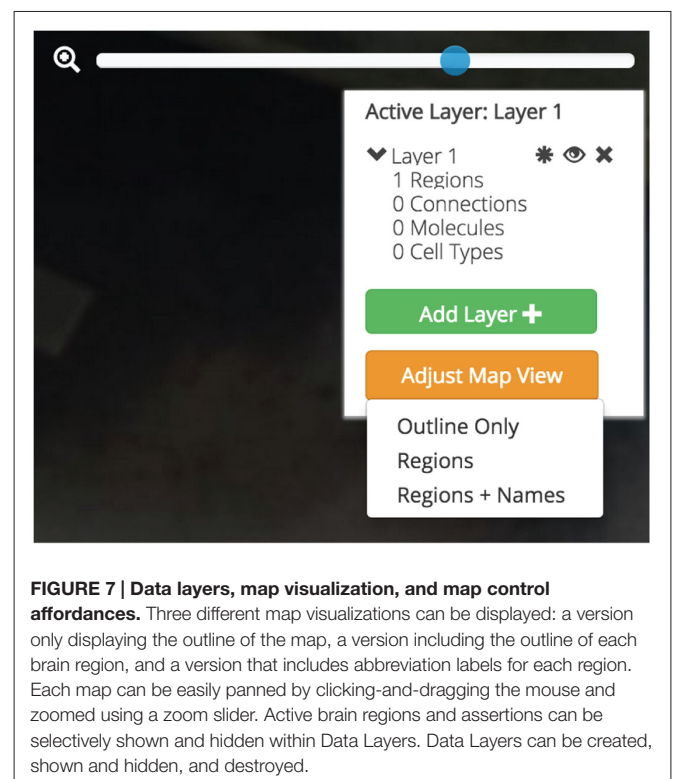 Active Layer: Layer 1
Layer 1
1 Regions
0 Connections
0 Molecules
0 Cell Types
Add Layer
Adjust Map View
Outline Only
Regions
Regions + Names
FIGURE 7 | Data layers, map visualization, and map control
affordances. Three different map visualizations can be displayed: a version
only displaying the outline of the map, a version including the outline of each
brain region, and a version that includes abbreviation labels for each region.
Each map can be easily panned by clicking-and-dragging the mouse and
zoomed using a zoom slider. Active brain regions and assertions can be
selectively shown and hidden within Data Layers. Data Layers can be created,
shown and hidden, and destroyed.